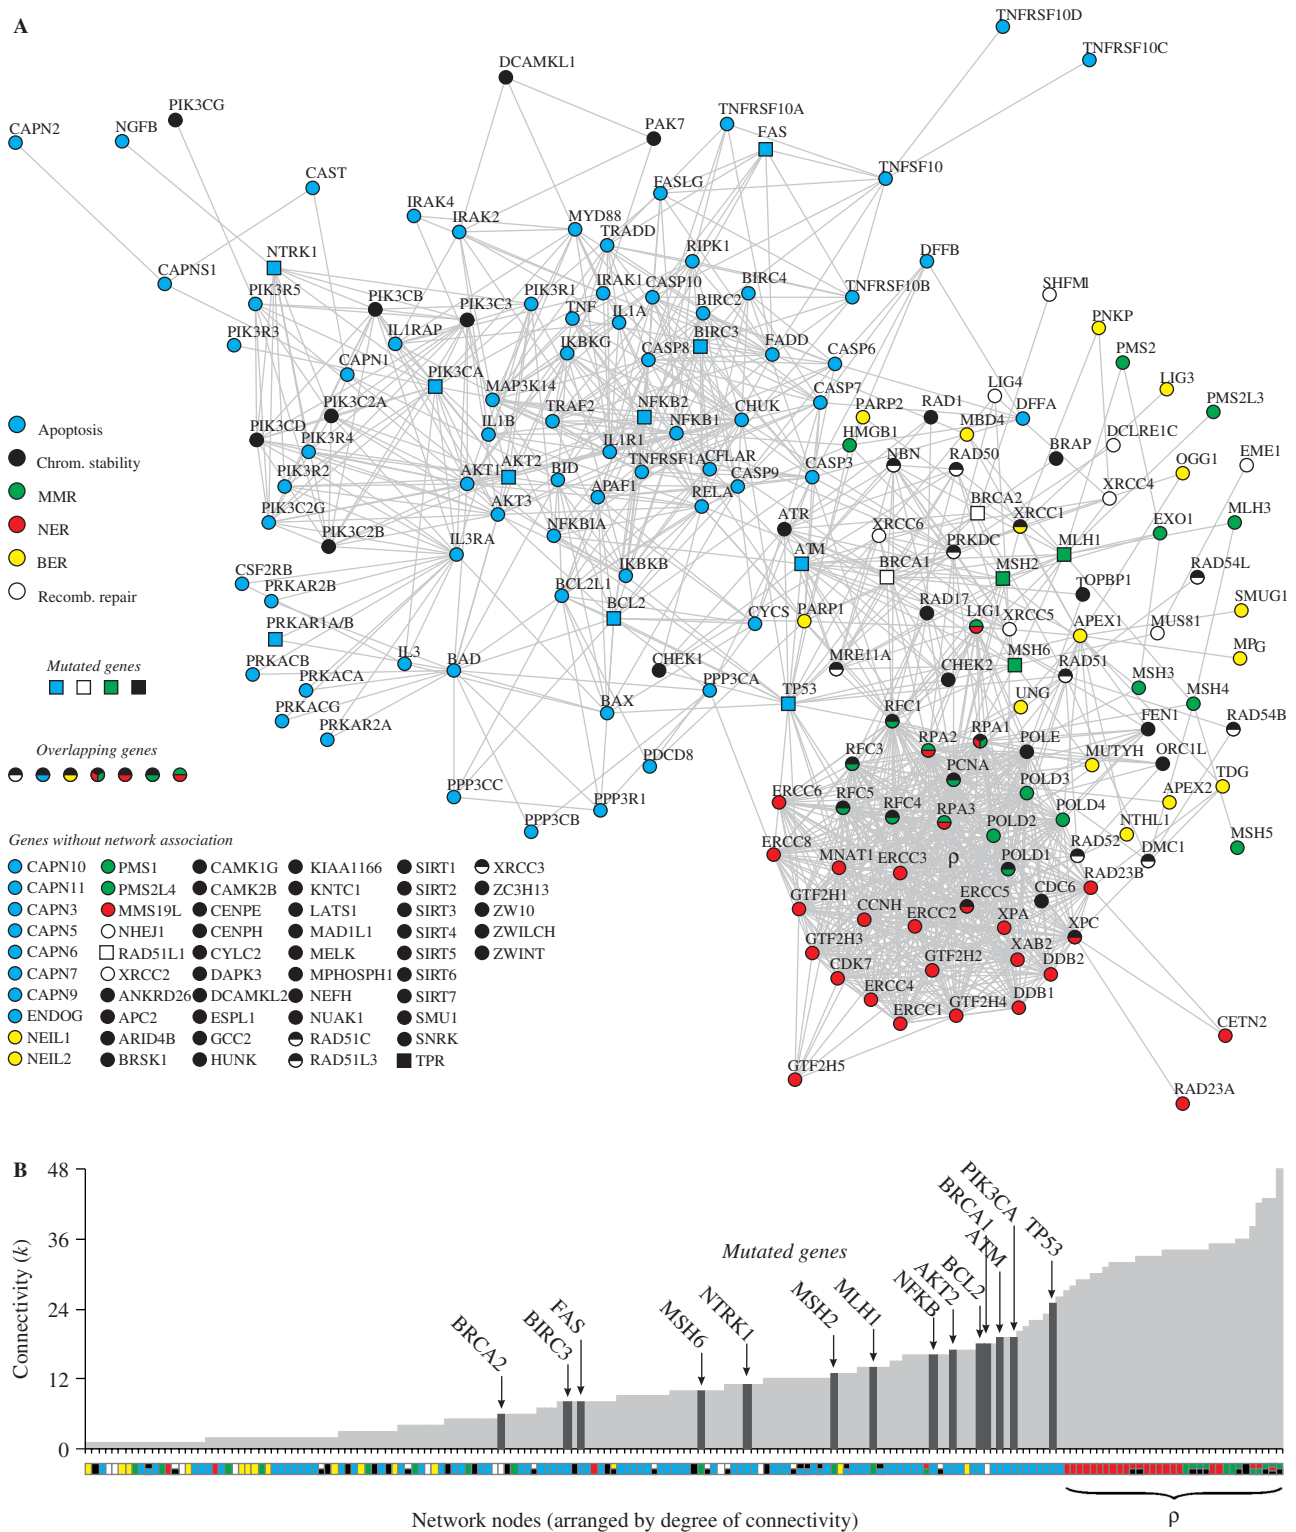 A
TNFRSF10D
TNFRSF10C
DCAMKL1
PIK3CG
CAPN2
NGFB
PAK7
TNFRSF10A
FAS
TNFSF10
CAST
FASLG
IRAK4
IRAK2
MYD88
TRADD
RIPK1
DFFB
NTRK1
CAPNS1
PIK3R5
PIK3CB
PIK3C3
PIK3R1
IRAK1
CASP10
BIRC4
TNFRSF10B
SHFM1
TNF
IL1A
BIRC2
PNKP
PIK3R3
IL1RAP
IKBKG
CASP8
BIRC3
FADD
CASP6
PMS2
CAPN1
PIK3CA
MAP3K14
CASP7
LIG4
LIG3
PIK3C2A
TRAF2
NFKB2
CHUK
PARP2
RAD1
DFFA
PMS2L3
PIK3CD
PIK3R4
IL1B
NFKB1
HMGB1
MBD4
BRAP
DCLRE1C
IL1R1
EME1
PIK3R2
AKT1
AKT2
BID
TNFRSF1A
CFLAR
CASP9
CASP3
NBN
RAD50
OGG1
APAF1
RELA
XRCC4
PIK3C2G
AKT3
BRCA2
XRCC1
MLH3
ATR
EXO1
PIK3C2B
NFKBIA
XRCC6
PRKDC
MLH1
IL3RA
ATM
BRCA1
MSH2
RAD54L
CSF2RB
PRKAR2B
IKBKB
BCL2L1
TOPBP1
BCL2
CYCS
PARP1
RAD17
LIG1
XRCC5
APEX1
MUS81
SMUG1
PRKAR1A/B
PRKACB
IL3
BAD
CHEK1
PPP3CA
MRE11A
CHEK2
MSH6
RAD51
MPG
PRKACA
TP53
MSH3
MSH4
PRKACG
PRKAR2A
BAX
RFC1
UNG
FEN1
RAD54B
PDCD8
RFC3
RPA2
RPA1
POLE
MUTYH
ORC1L
PPP3CC
ERCC6
RFC5
PCNA
POLD3
APEX2
TDG
PPP3CB
PPP3R1
RFC4
RPA3
POLD2
POLD4
NTHL1
MSH5
ERCC8
MNAT1
ERCC3
ρ
POLD1
RAD52
DMC1
RAD23B
GTF2H1
CCNH
ERCC2
ERCC5
CDC6
XPA
XPC
GTF2H3
GTF2H2
XAB2
DDB2
CDK7
ERCC4
ERCC1
GTF2H4
DDB1
CETN2
GTF2H5
RAD23A
Apoptosis
Chrom. stability
MMR
NER
BER
Recomb. repair
Mutated genes
Overlapping genes
Genes without network association
CAPN10 PMS1 CAMK1G KIAA1166 SIRT1 XRCC3
CAPN11 PMS2L4 CAMK2B KNTC1 SIRT2 ZC3H13
CAPN3 MMS19L CENPE LATS1 SIRT3 ZW10
CAPN5 NHEJ1 CENPH MAD1L1 SIRT4 ZWILCH
CAPN6 RAD51L1 CYLC2 MELK SIRT5 ZWINT
CAPN7 XRCC2 DAPK3 MPHOSPH1 SIRT6
CAPN9 ANKRD26 DCAMKL2 NEFH SIRT7
ENDOG APC2 ESPL1 NUAK1 SMU1
NEIL1 ARID4B GCC2 RAD51C SNRK
NEIL2 BRSK1 HUNK RAD51L3 TPR
B
48
36
24
12
0
Connectivity (k)
Mutated genes
BRCA2
BIRC3
FAS
MSH6
NTRK1
MSH2
MLH1
NFKB
AKT2
BCL2
BRCA1
ATM
PIK3CA
TP53
Network nodes (arranged by degree of connectivity)
ρ